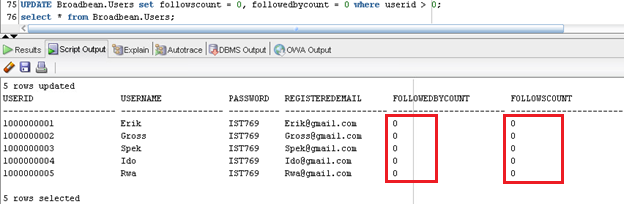 75 UPDATE Broadbean.Users set followscount = 0, followedbycount = 0 where userid > 0;
76 select * from Broadbean.Users;
Results Script Output Explain Autotrace DBMS Output OWA Output
5 rows updated
USERID USERNAME PASSWORD REGISTEREDEMAIL FOLLOWEDBYCOUNT FOLLOWSCOUNT
1000000001 Erik IST769 Erik@gmail.com 0 0
1000000002 Gross IST769 Gross@gmail.com 0 0
1000000003 Spek IST769 Spek@gmail.com 0 0
1000000004 Ido IST769 Ido@gmail.com 0 0
1000000005 Rwa IST769 Rwa@gmail.com 0 0
5 rows selected